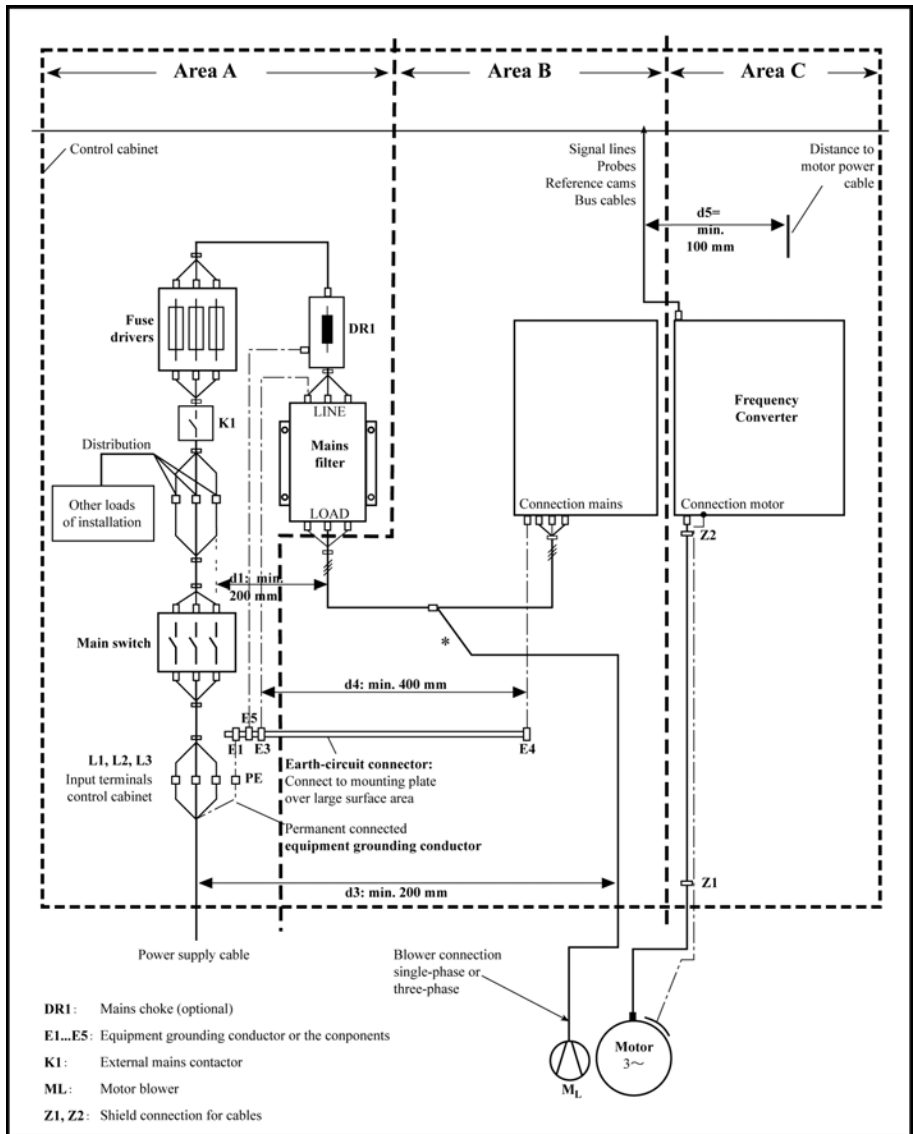 Area A
Area B
Area C
Control cabinet
Signal lines
Probes
Reference cams
Bus cables
Distance to
motor power
cable
d5=
min.
100 mm
Fuse
drivers
DR1
K1
LINE
Mains
filter
LOAD
Distribution
Other loads
of installation
Frequency
Converter
Connection mains
Connection motor
Z2
d1: min.
200 mm
Main switch
*
d4: min. 400 mm
E5
E1
E3
E4
L1, L2, L3
Input terminals
control cabinet
PE
Earth-circuit connector:
Connect to mounting plate
over large surface area
Permanent connected
equipment grounding conductor
d3: min. 200 mm
Z1
Power supply cable
Blower connection
single-phase or
three-phase
Motor
3~
ML
DR1: Mains choke (optional)
E1...E5: Equipment grounding conductor or the components
K1: External mains contactor
ML: Motor blower
Z1, Z2: Shield connection for cables